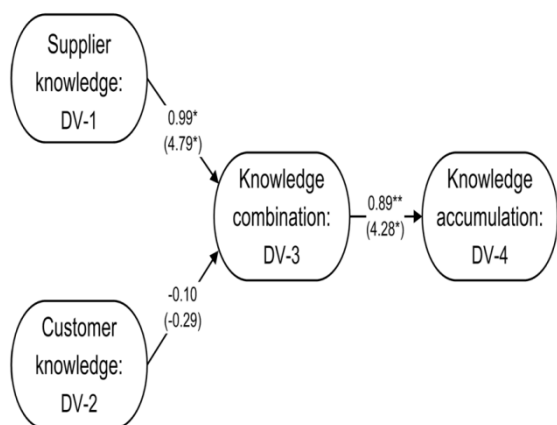 Supplier
knowledge:
DV-1
0.99*
(4.79*)
Knowledge
combination:
DV-3
0.89**
(4.28*)
Knowledge
accumulation:
DV-4
-0.10
(-0.29)
Customer
knowledge:
DV-2